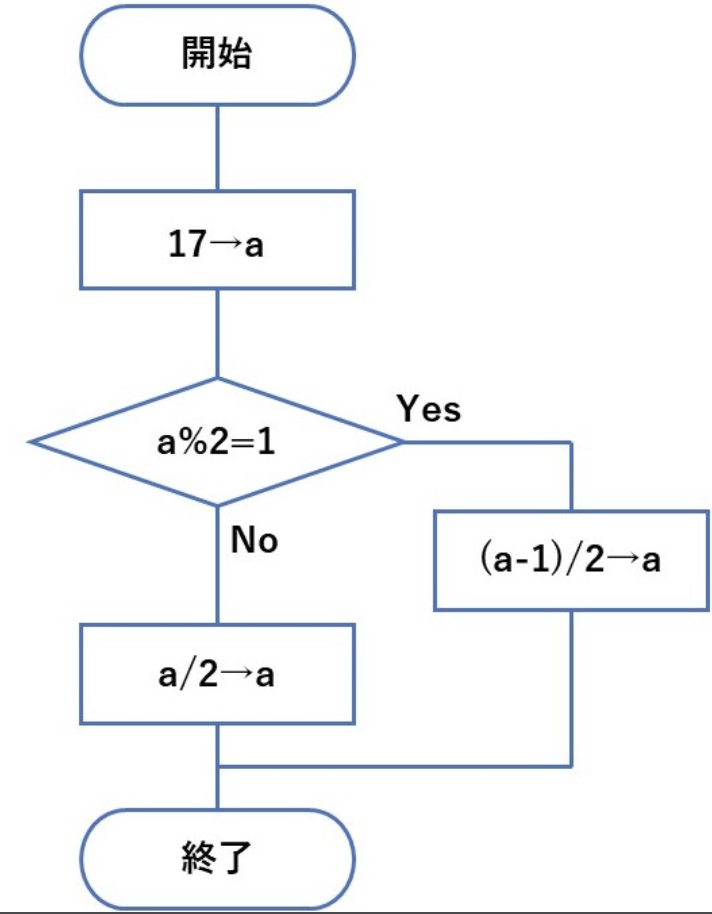 開始
17→a
a%2=1
Yes
No
(a-1)/2→a
a/2→a
終了